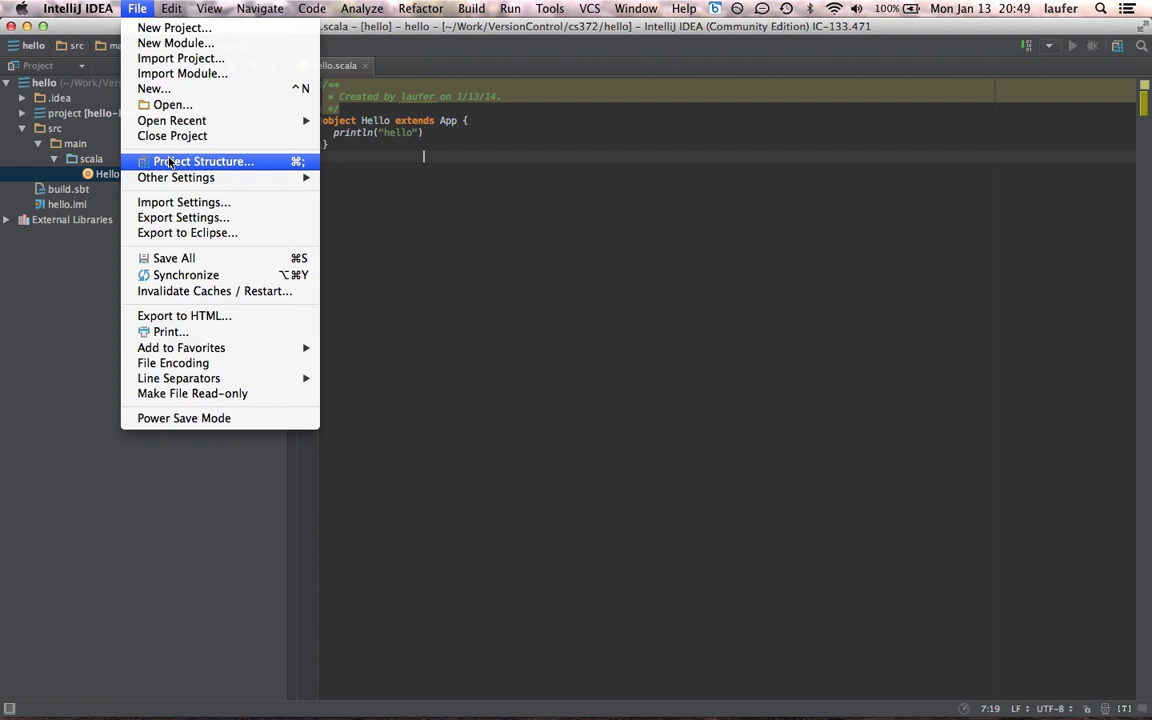 IntelliJ IDEA File Edit View Navigate Code Analyze Refactor Build Run Tools VCS Window Help 100% Mon Jan 13 20:49 laufer
.scala – [hello] – hello – [~/Work/VersionControl/cs372/hello] – IntelliJ IDEA (Community Edition) IC-133.471
hello src
Project
hello (~/Work/Vers
.idea
project [hello-
src
main
scala
Hello
build.sbt
hello.iml
External Libraries
New Project...
New Module...
Import Project...
Import Module...
New... ^ N
Open...
Open Recent
Close Project
Project Structure... ⌘;
Other Settings
Import Settings...
Export Settings...
Export to Eclipse...
Save All ⌘S
Synchronize ⌥⌘Y
Invalidate Caches / Restart...
Export to HTML...
Print...
Add to Favorites
File Encoding
Line Separators
Make File Read-only
Power Save Mode
ello.scala
/**
* Created by laufer on 1/13/14.
*/
object Hello extends App {
println("hello")
}
7:19 LF UTF-8 [T]